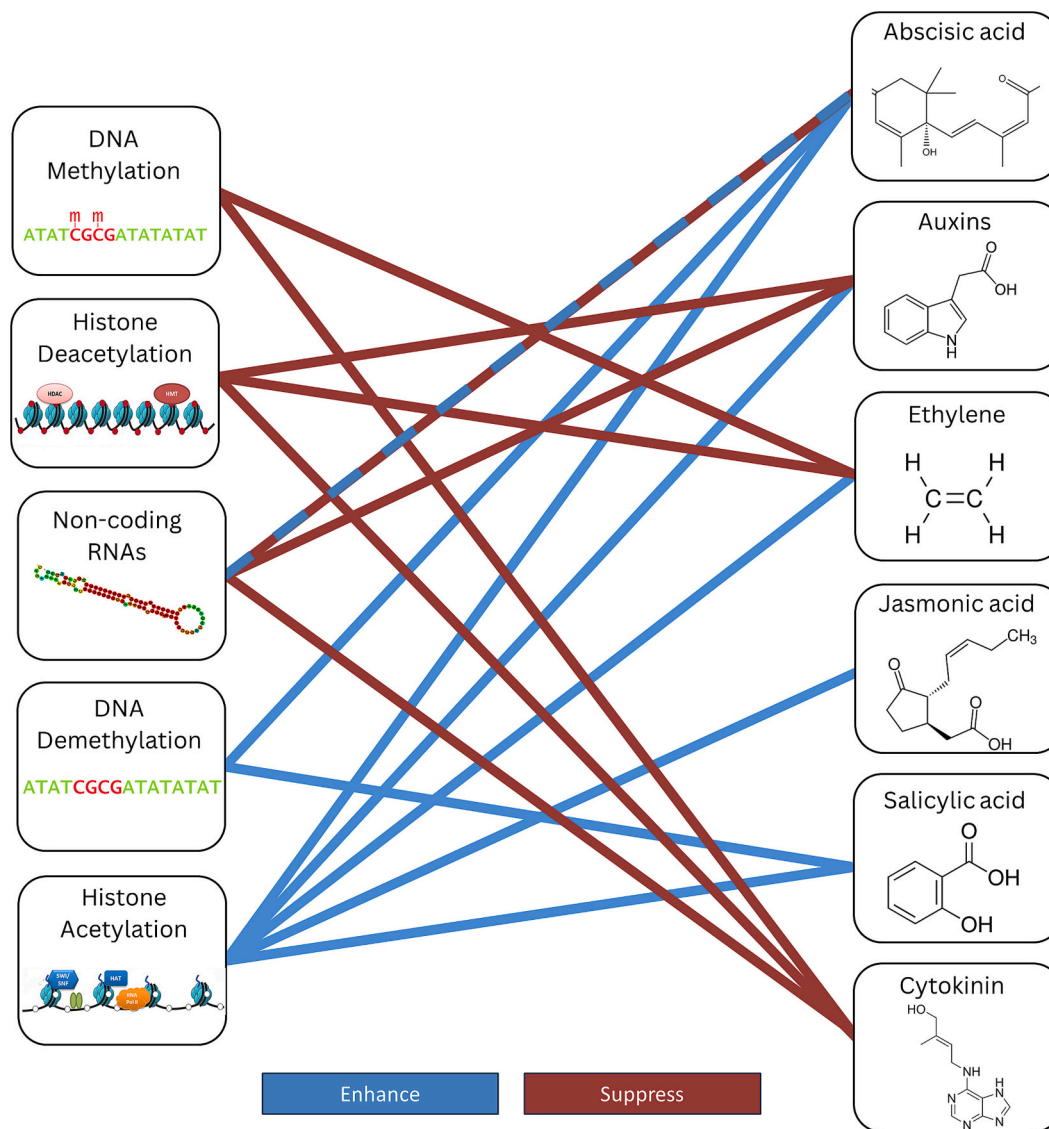 DNA
Methylation
m m
ATATCGCGATATATAT
Histone
Deacetylation
HDAC
HMT
Non-coding
RNAs
DNA
Demethylation
ATATCGCGATATATAT
Histone
Acetylation
SWI/
SNF
HAT
RNA
Pol II
Abscisic acid
O
OH
Auxins
O
OH
N
H
Ethylene
H H
C=C
H H
Jasmonic acid
CH3
O
O
OH
Salicylic acid
O
OH
OH
Cytokinin
HO
NH
N
H
N
N
N
Enhance
Suppress